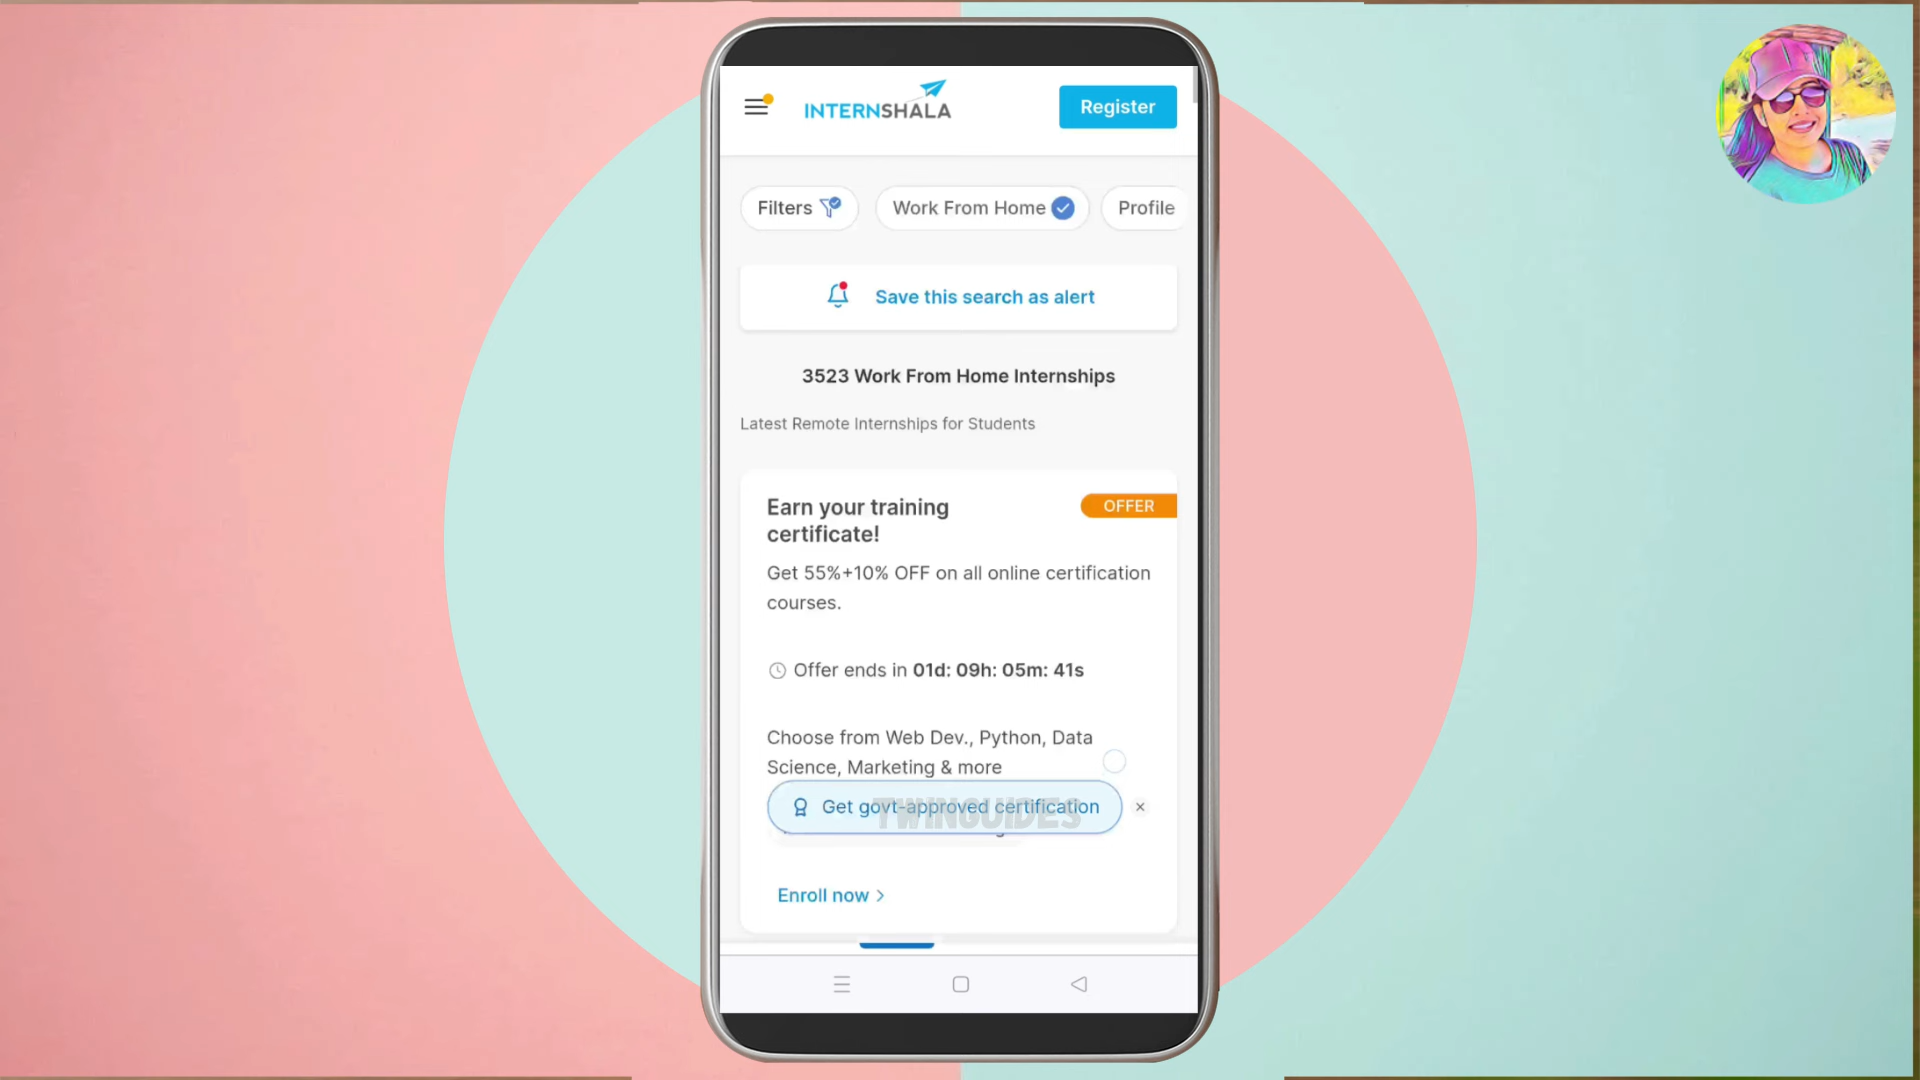 INTERNSHALA
Register
Filters
Work From Home
Profile
Save this search as alert
3523 Work From Home Internships
Latest Remote Internships for Students
Earn your training
certificate!
OFFER
Get 55%+10% OFF on all online certification
courses.
Offer ends in 01d: 09h: 05m: 41s
Choose from Web Dev., Python, Data
Science, Marketing & more
Get govt-approved certification
TWINGUIDES
Enroll now